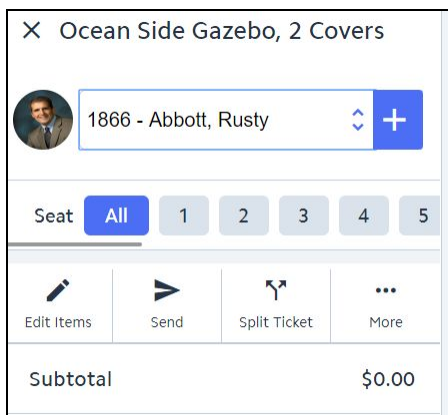 Ocean Side Gazebo, 2 Covers
1866 - Abbott, Rusty
Seat All 1 2 3 4 5
Edit Items Send Split Ticket More
Subtotal $0.00